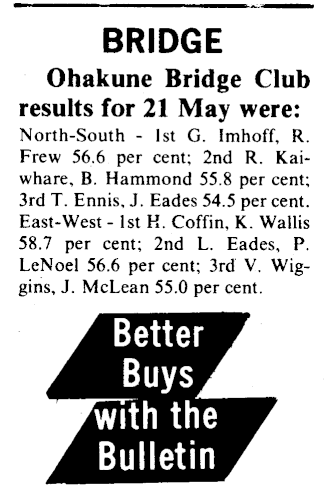 BRIDGE
Ohakune Bridge Club
results for 21 May were:
North-South - 1st G. Imhoff, R.
Frew 56.6 per cent; 2nd R. Kai-
whare, B. Hammond 55.8 per cent;
3rd T. Ennis, J. Eades 54.5 per cent.
East-West - 1st H. Coffin, K. Wallis
58.7 per cent; 2nd L. Eades, P.
LeNoel 56.6 per cent; 3rd V. Wig-
gins, J. McLean 55.0 per cent.
Better
Buys
with the
Bulletin